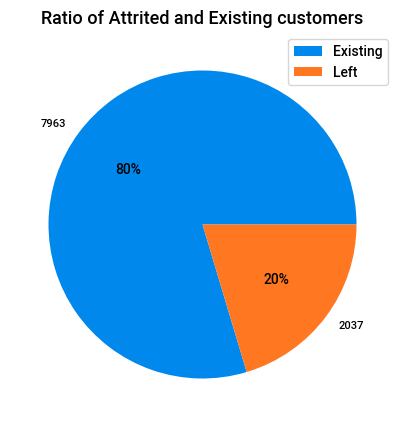 Ratio of Attrited and Existing customers
Existing
Left
7963
80%
20%
2037